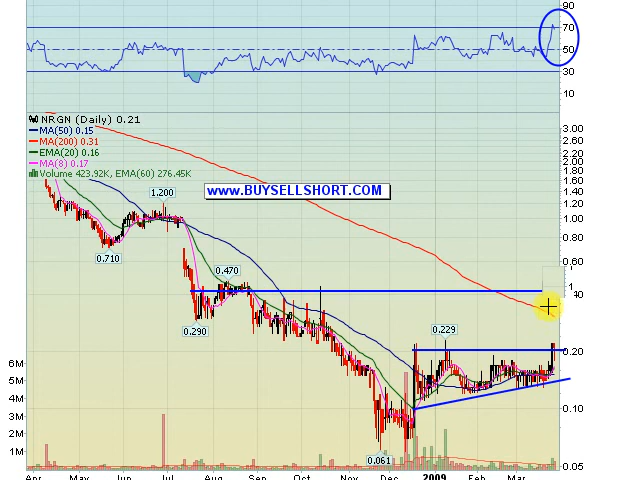 90
70
50
30
10
NRGN (Daily) 0.21
MA(50) 0.15
MA(200) 0.31
EMA(20) 0.16
MA(8) 0.17
Volume 423.92K, EMA(60) 276.45K
3.00
2.60
2.20
2.00
1.80
1.60
1.40
1.20
1.00
0.80
0.60
40
0.20
0.10
0.05
WWW.BUYSELLSHORT.COM
1.200
0.710
0.470
0.290
0.229
0.061
6M
5M
4M
3M
2M
1M
Apr May Jun Jul Aug Sep Oct Nov Dec 2009 Feb Mar